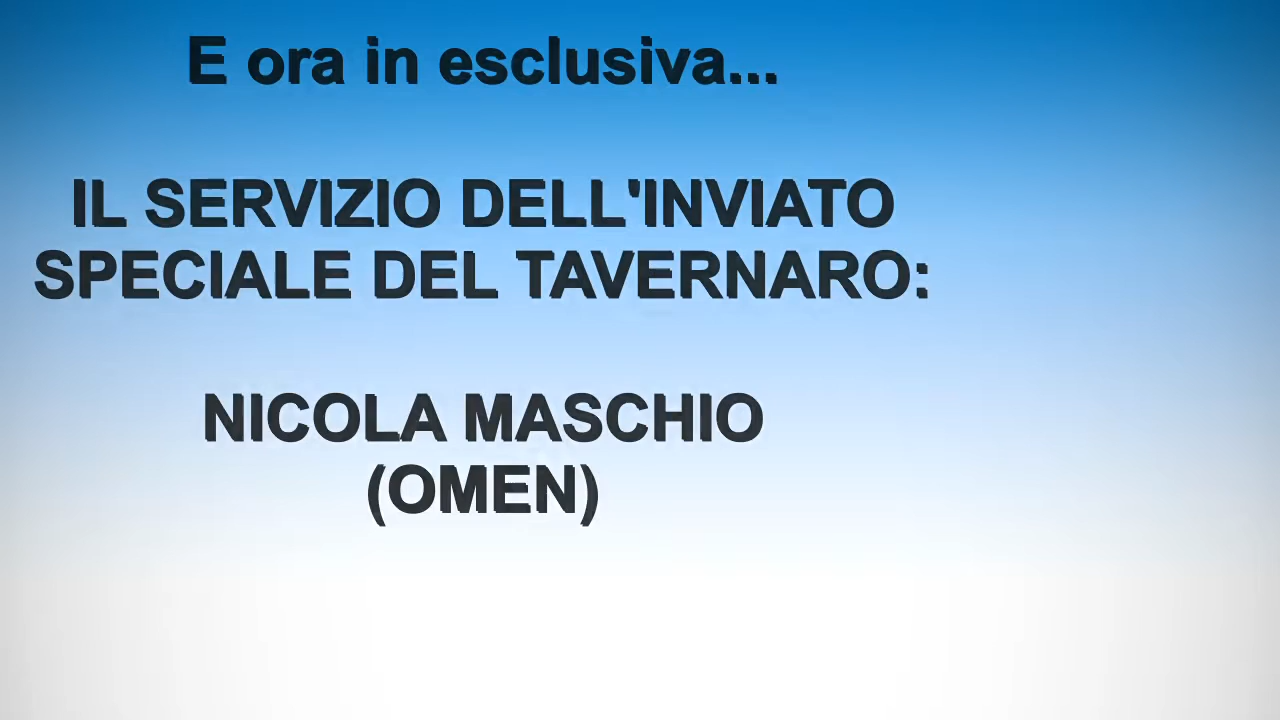 E ora in esclusiva...
IL SERVIZIO DELL'INVIATO
SPECIALE DEL TAVERNARO:
NICOLA MASCHIO
(OMEN)